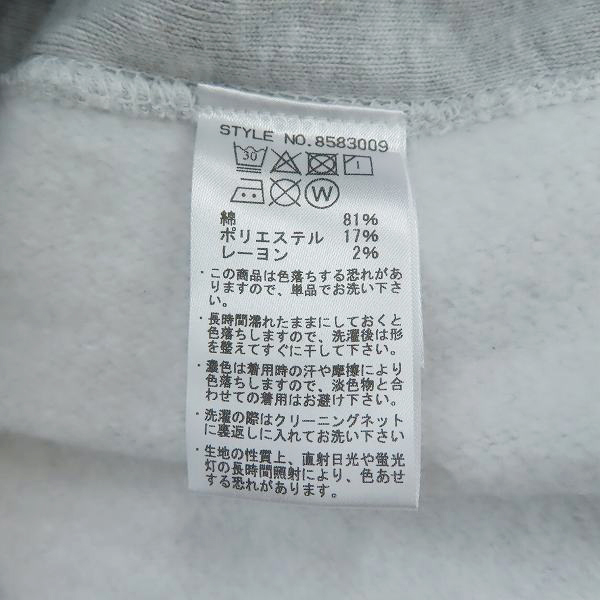 STYLE NO.8583009
30
W
綿 81%
ポリエステル 17%
レーヨン 2%
・この商品は色落ちする恐れがあ
りますので、単品でお洗い下さ
い。
・長時間濡れたままにしておくと
色落ちしますので、洗濯後は形
を整えてすぐに干して下さい。
・濃色は着用時の汗や摩擦により
色落ちしますので、淡色物と合
わせての着用はお避け下さい。
・洗濯の際はクリーニングネット
に裏返しに入れてお洗い下さい
・生地の性質上、直射日光や蛍光
灯の長時間照射により、色あせ
する恐れがあります。